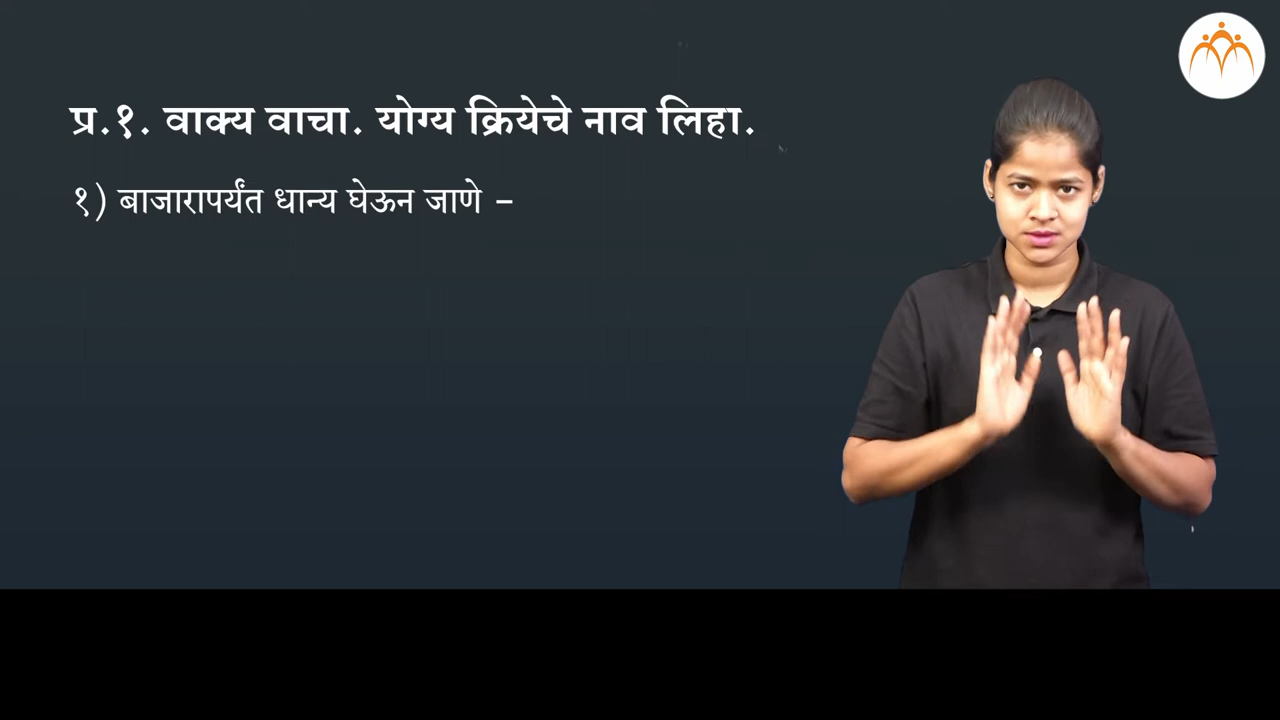 प्र.१. वाक्य वाचा. योग्य क्रियेचे नाव लिहा.
१) बाजारापर्यंत धान्य घेऊन जाणे –